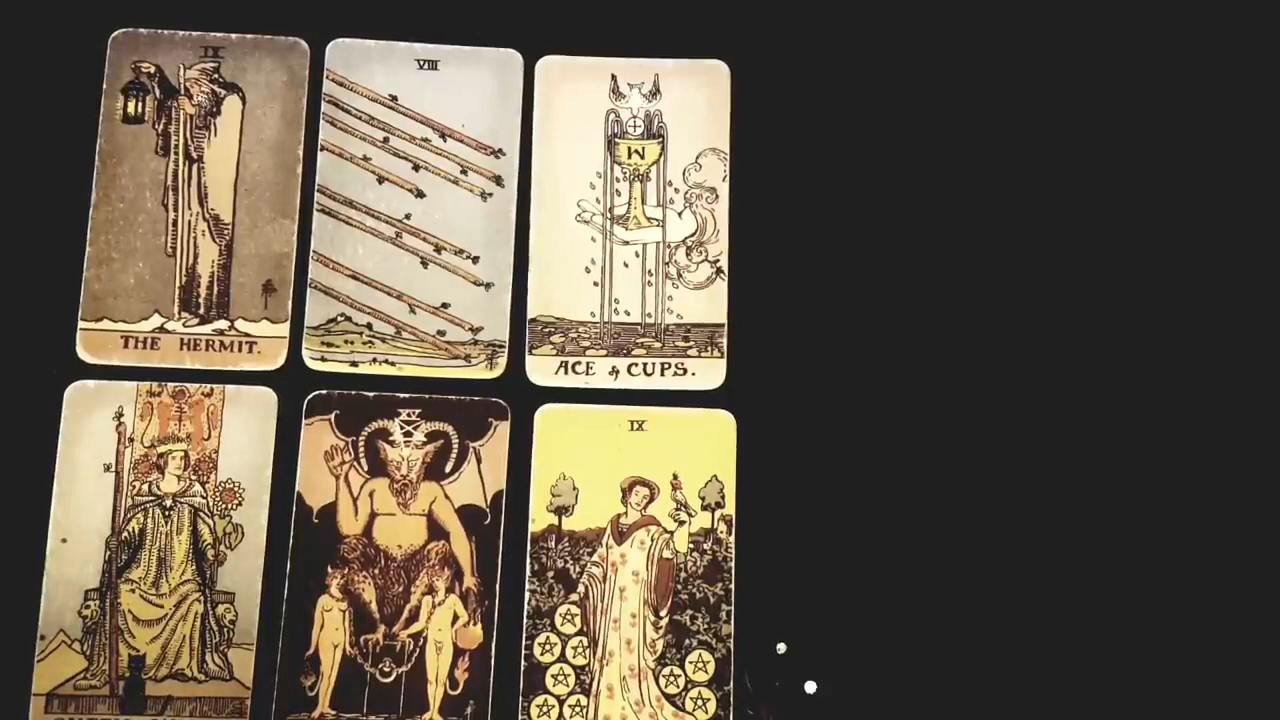 IX
VIII
THE HERMIT.
W
ACE of CUPS.
XV
IX